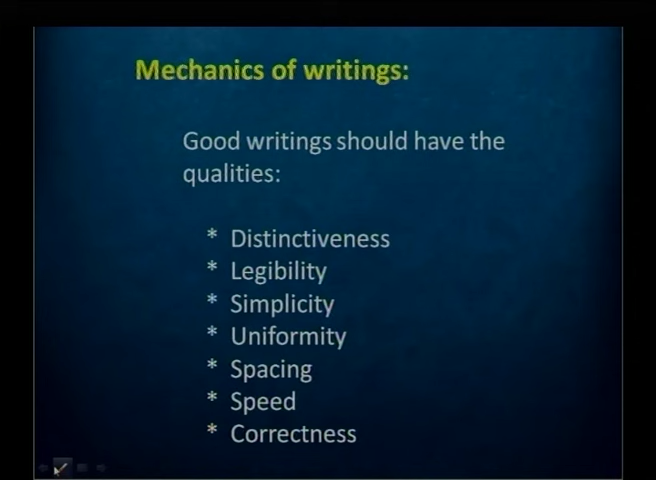 Mechanics of writings:
Good writings should have the
qualities:
* Distinctiveness
* Legibility
* Simplicity
* Uniformity
* Spacing
* Speed
* Correctness